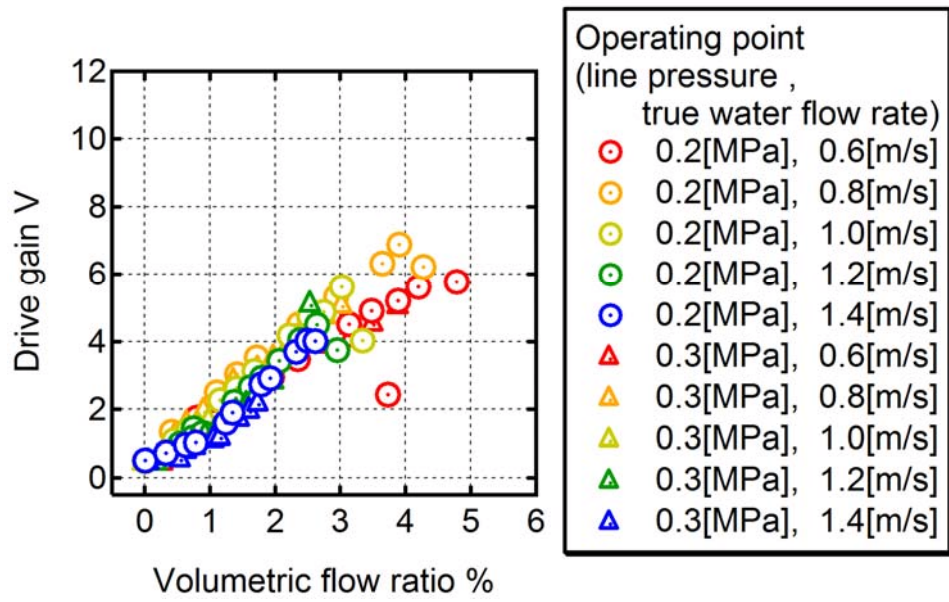 12
10
8
6
4
2
0
Drive gain V
0 1 2 3 4 5 6
Volumetric flow ratio %
Operating point
(line pressure ,
true water flow rate)
0.2[MPa], 0.6[m/s]
0.2[MPa], 0.8[m/s]
0.2[MPa], 1.0[m/s]
0.2[MPa], 1.2[m/s]
0.2[MPa], 1.4[m/s]
0.3[MPa], 0.6[m/s]
0.3[MPa], 0.8[m/s]
0.3[MPa], 1.0[m/s]
0.3[MPa], 1.2[m/s]
0.3[MPa], 1.4[m/s]